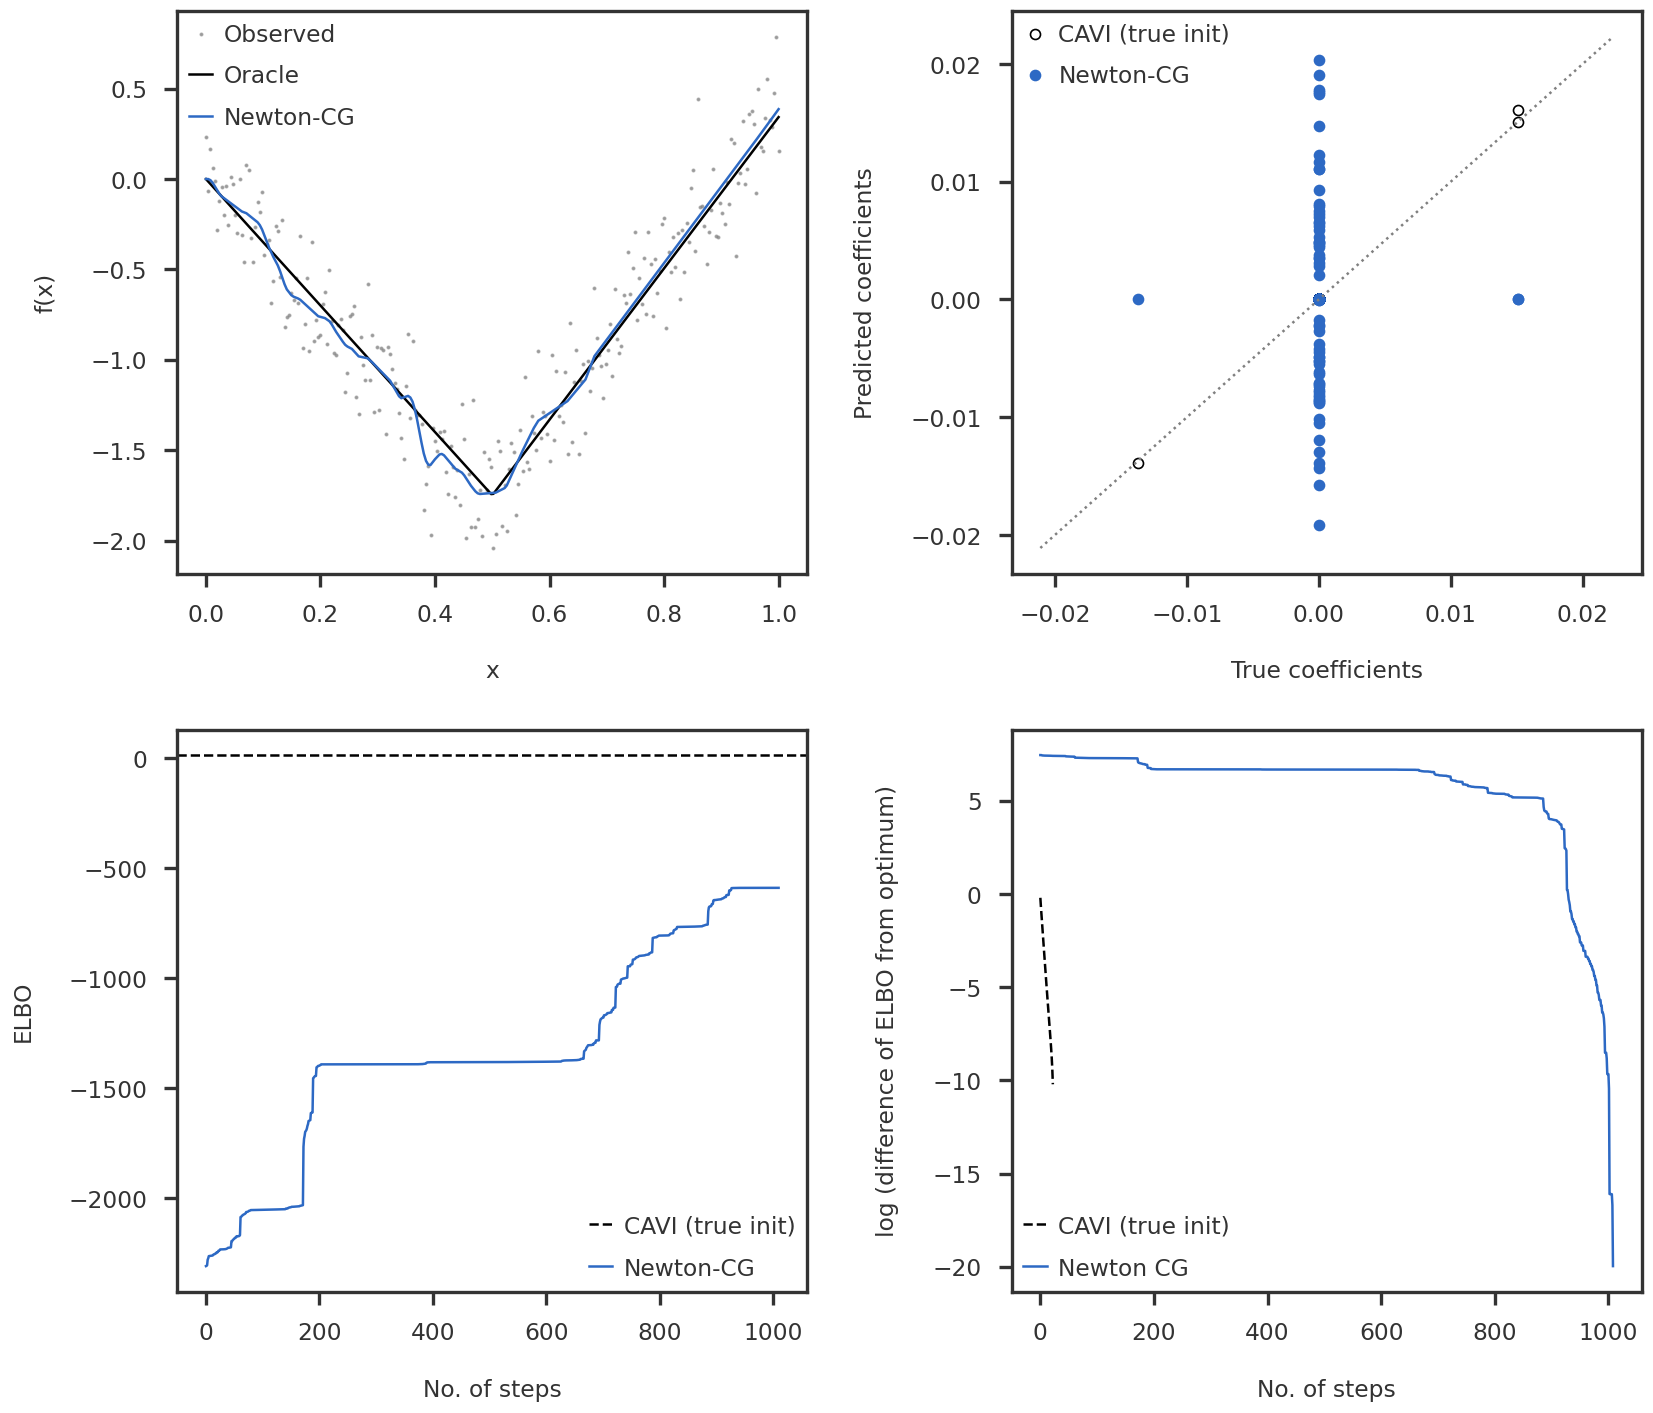 Observed
Oracle
Newton-CG
0.5
0.0
−0.5
−1.0
−1.5
−2.0
f(x)
0.0
0.2
0.4
0.6
0.8
1.0
x
CAVI (true init)
Newton-CG
0.02
0.01
0.00
−0.01
−0.02
Predicted coefficients
−0.02
−0.01
0.00
0.01
0.02
True coefficients
0
−500
−1000
−1500
−2000
ELBO
CAVI (true init)
Newton-CG
0
200
400
600
800
1000
No. of steps
5
0
−5
−10
−15
−20
log (difference of ELBO from optimum)
CAVI (true init)
Newton CG
0
200
400
600
800
1000
No. of steps